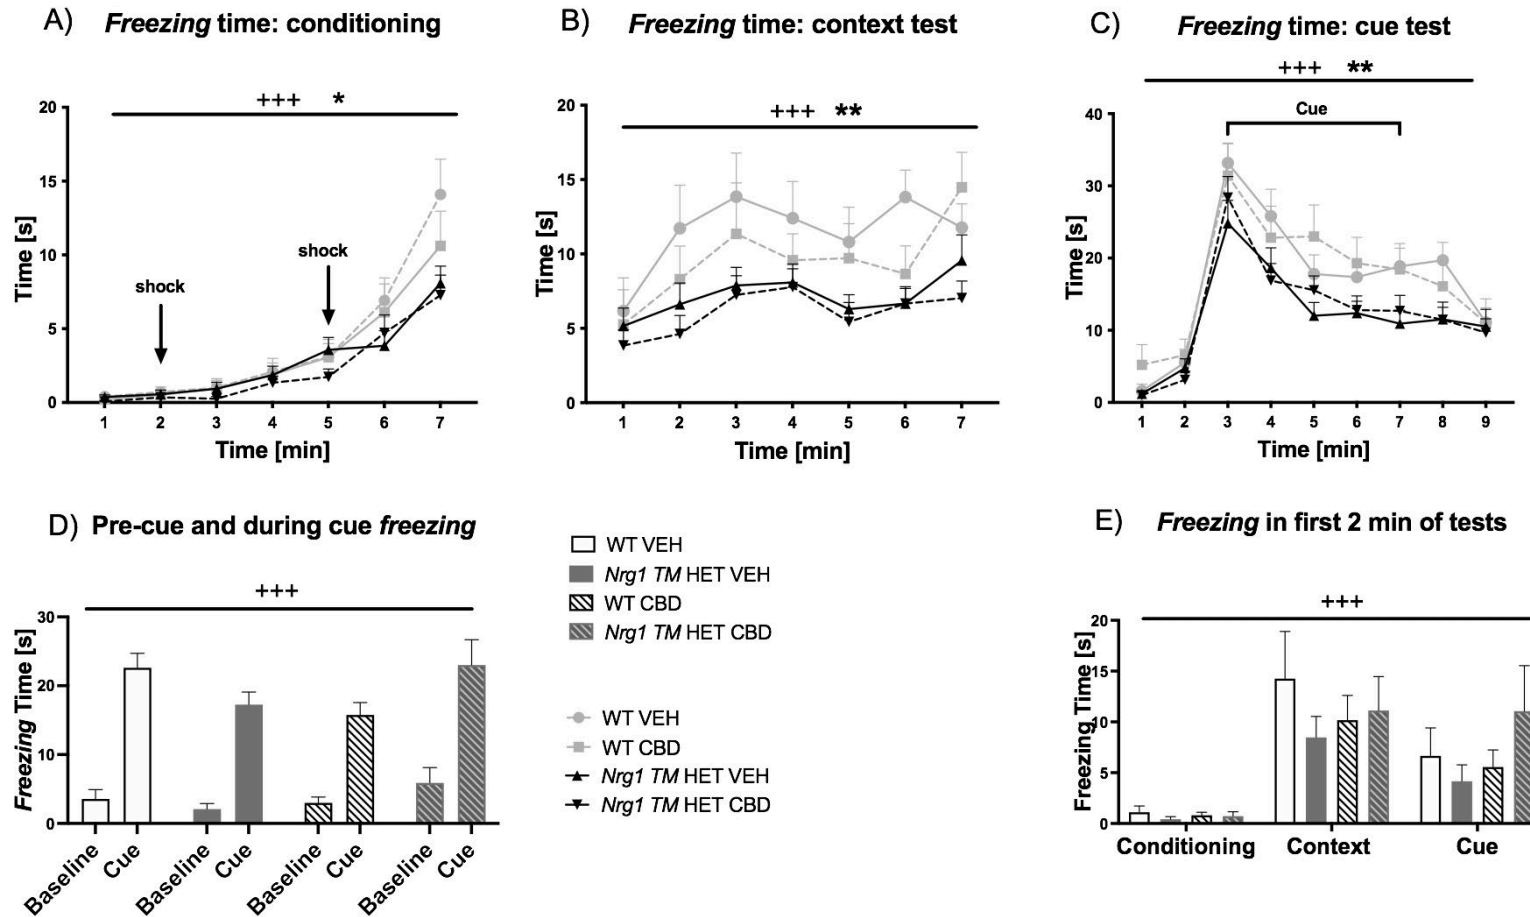 A) Freezing time: conditioning
+++ *
Time [s]
20
15
10
5
0
shock
shock
1 2 3 4 5 6 7
Time [min]
B) Freezing time: context test
+++ **
Time [s]
20
15
10
5
0
1 2 3 4 5 6 7
Time [min]
C) Freezing time: cue test
+++ **
Cue
Time [s]
40
30
20
10
0
1 2 3 4 5 6 7 8 9
Time [min]
D) Pre-cue and during cue freezing
+++
Freezing Time [s]
30
20
10
0
Baseline Cue Baseline Cue Baseline Cue Baseline Cue
WT VEH
Nrg1 TM HET VEH
WT CBD
Nrg1 TM HET CBD
WT VEH
WT CBD
Nrg1 TM HET VEH
Nrg1 TM HET CBD
E) Freezing in first 2 min of tests
+++
Freezing Time [s]
20
15
10
5
0
Conditioning Context Cue